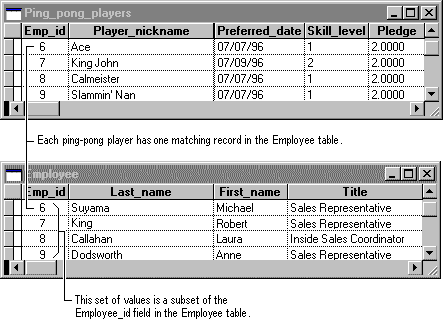 Ping_pong_players
Emp_id Player_nickname Preferred_date Skill_level Pledge
6 Ace 07/07/96 1 2.0000
7 King John 07/09/96 2 2.0000
8 Calmeister 07/07/96 1 2.0000
9 Slammin' Nan 07/07/96 1 2.0000
Each ping-pong player has one matching record in the Employee table.
Employee
Emp_id Last_name First_name Title
6 Suyama Michael Sales Representative
7 King Robert Sales Representative
8 Callahan Laura Inside Sales Coordinator
9 Dodsworth Anne Sales Representative
This set of values is a subset of the
Employee_id field in the Employee table.